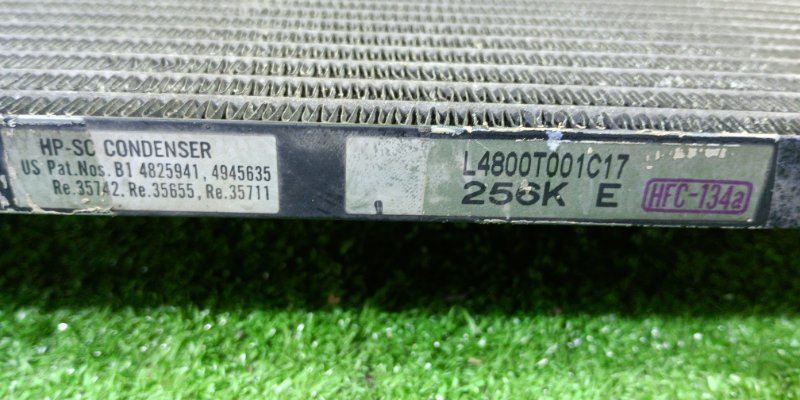 HP-SC CONDENSER
US Pat.Nos. B1 4825941, 4945635
Re.35742, Re.35655, Re.35711
L4800T001C17
256K E HFC-134a